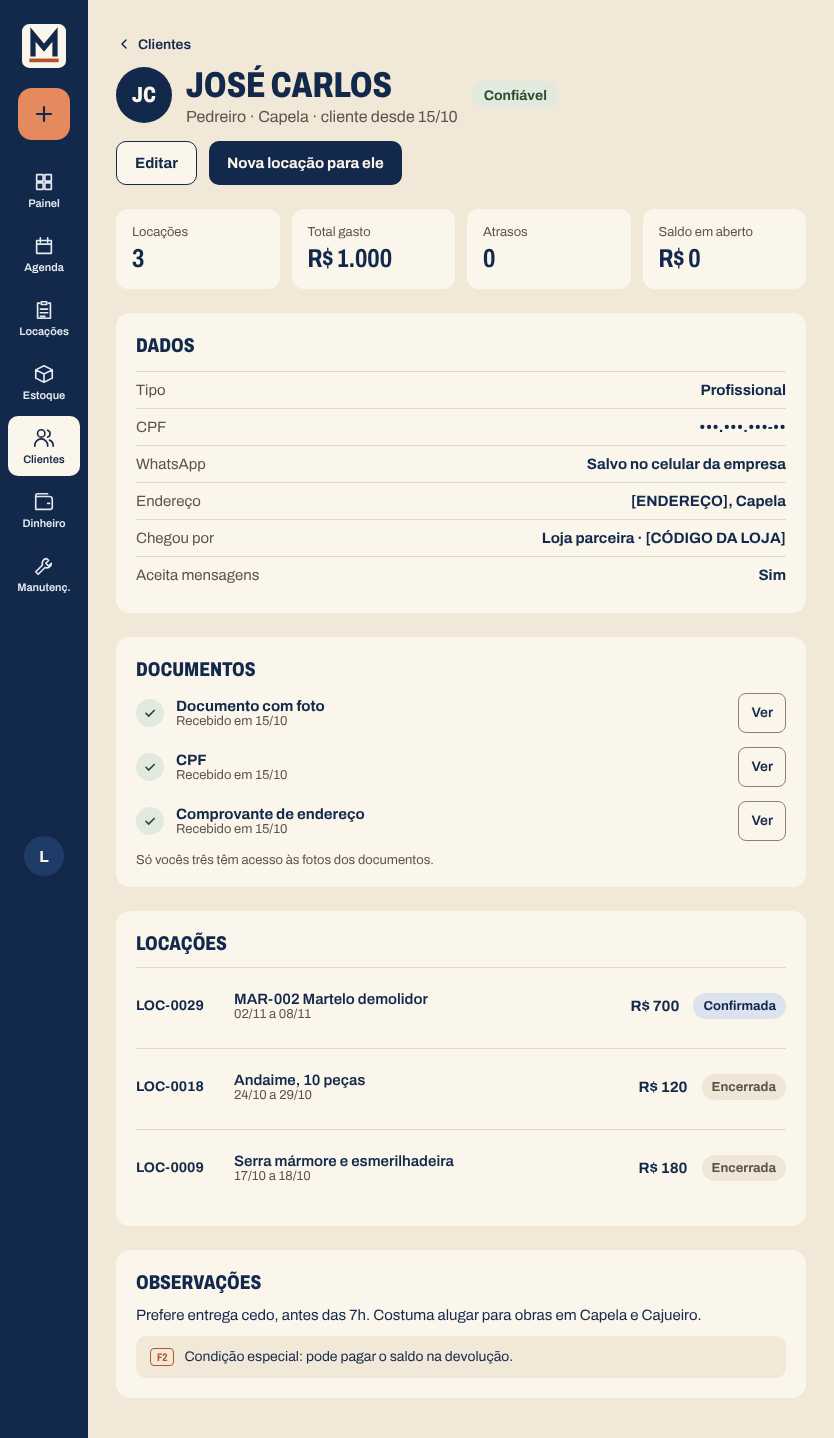 M
Painel
Agenda
Locações
Estoque
Clientes
Dinheiro
Manutenç.
L
Clientes
JC
JOSÉ CARLOS
Pedreiro · Capela · cliente desde 15/10
Confiável
Editar
Nova locação para ele
Locações
3
Total gasto
R$ 1.000
Atrasos
0
Saldo em aberto
R$ 0
DADOS
Tipo Profissional
CPF •••.•••.•••-••
WhatsApp Salvo no celular da empresa
Endereço [ENDEREÇO], Capela
Chegou por Loja parceira · [CÓDIGO DA LOJA]
Aceita mensagens Sim
DOCUMENTOS
Documento com foto
Recebido em 15/10
Ver
CPF
Recebido em 15/10
Ver
Comprovante de endereço
Recebido em 15/10
Ver
Só vocês três têm acesso às fotos dos documentos.
LOCAÇÕES
LOC-0029 MAR-002 Martelo demolidor R$ 700 Confirmada
02/11 a 08/11
LOC-0018 Andaime, 10 peças R$ 120 Encerrada
24/10 a 29/10
LOC-0009 Serra mármore e esmerilhadeira R$ 180 Encerrada
17/10 a 18/10
OBSERVAÇÕES
Prefere entrega cedo, antes das 7h. Costuma alugar para obras em Capela e Cajueiro.
F2 Condição especial: pode pagar o saldo na devolução.